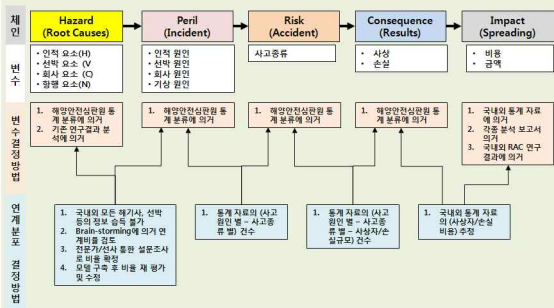 체인
Hazard
(Root Causes)
Peril
(Incident)
Risk
(Accident)
Consequence
(Results)
Impact
(Spreading)
변수
• 인적 요소(H)
• 선박 요소 (V
• 회사 요소 (C)
• 항행 요소(N)
• 인적 원인
• 선박 원인
• 회사 원인
• 기상 원인
사고종류
• 사상
• 손실
• 비용
• 금액
변수결정방법
1. 해양안전심판원 통
계 분류에 의거
2. 기존 연구결과 분
석에 의거
1. 해양안전심판원 통
계 분류에 의거
1. 해양안전심판원 통
계 분류에 의거
1. 해양안전심판원 통
계 분류에 의거
1. 국내외 통계 자료
에 의거
2. 각종 분석 보고서
의거
3. 국내외 RAC 연구
결과에 의거
연계분포 결정방법
1. 국내외 모든 해기사, 선박
등의 정보 습득 불가
2. Brain-storming에 의거 연
계비를 검토
3. 전문가/선사 통한 설문조사
로 비율 확정
4. 모델 구축 후 비율 재 평가
및 수정
1. 통계 자료의 (사고
원인 별 – 사고종
류 별) 건수
1. 통계 자료의 (사고
원인 별 – 사고종
류 별 – 사상자/손
실규모) 건수
1. 국내외 통계 자료
의 (사상자/손실
비용) 추정